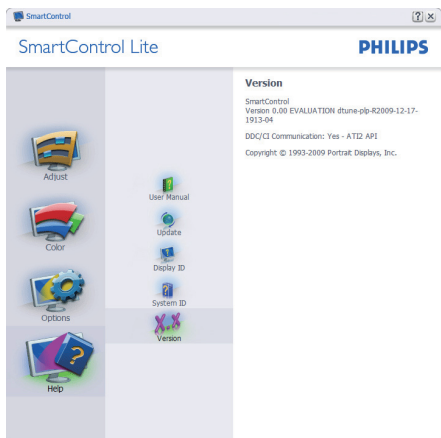 SmartControl
? ×
SmartControl Lite
PHILIPS
Adjust
Color
Options
Help
User Manual
Update
Display ID
System ID
Version
Version
SmartControl
Version 0.00 EVALUATION dtune-plp-R2009-12-17-
1913-04
DDC/CI Communication: Yes - ATI2 API
Copyright © 1993-2009 Portrait Displays, Inc.